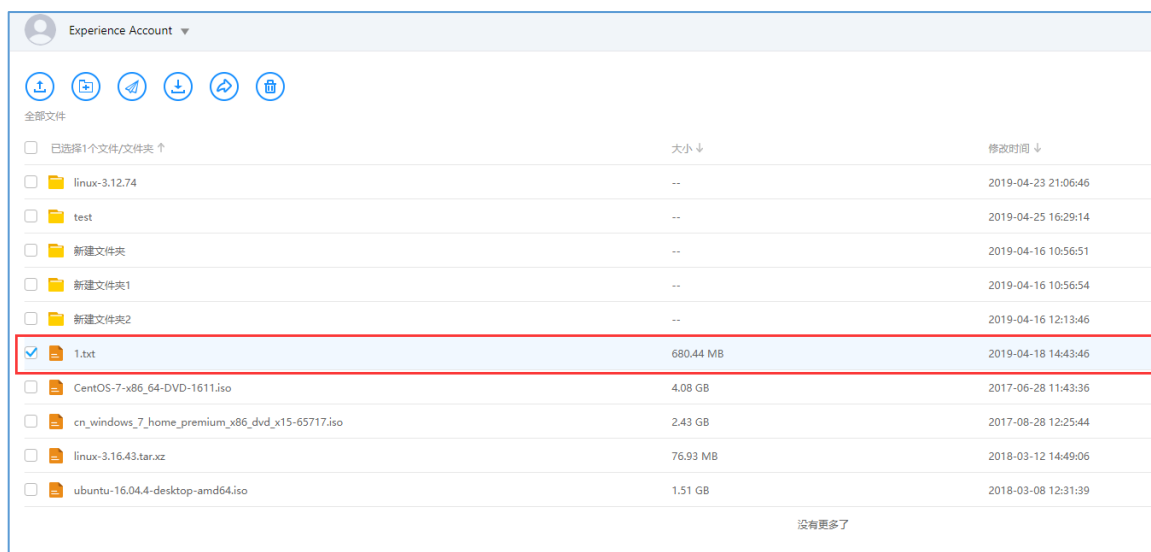 Experience Account
全部文件
已选择1个文件/文件夹 ↑ 大小 ↓ 修改时间 ↓
linux-3.12.74 -- 2019-04-23 21:06:46
test -- 2019-04-25 16:29:14
新建文件夹 -- 2019-04-16 10:56:51
新建文件夹1 -- 2019-04-16 10:56:54
新建文件夹2 -- 2019-04-16 12:13:46
1.txt 680.44 MB 2019-04-18 14:43:46
CentOS-7-x86_64-DVD-1611.iso 4.08 GB 2017-06-28 11:43:36
cn_windows_7_home_premium_x86_dvd_x15-65717.iso 2.43 GB 2017-08-28 12:25:44
linux-3.16.43.tar.xz 76.93 MB 2018-03-12 14:49:06
ubuntu-16.04.4-desktop-amd64.iso 1.51 GB 2018-03-08 12:31:39
没有更多了